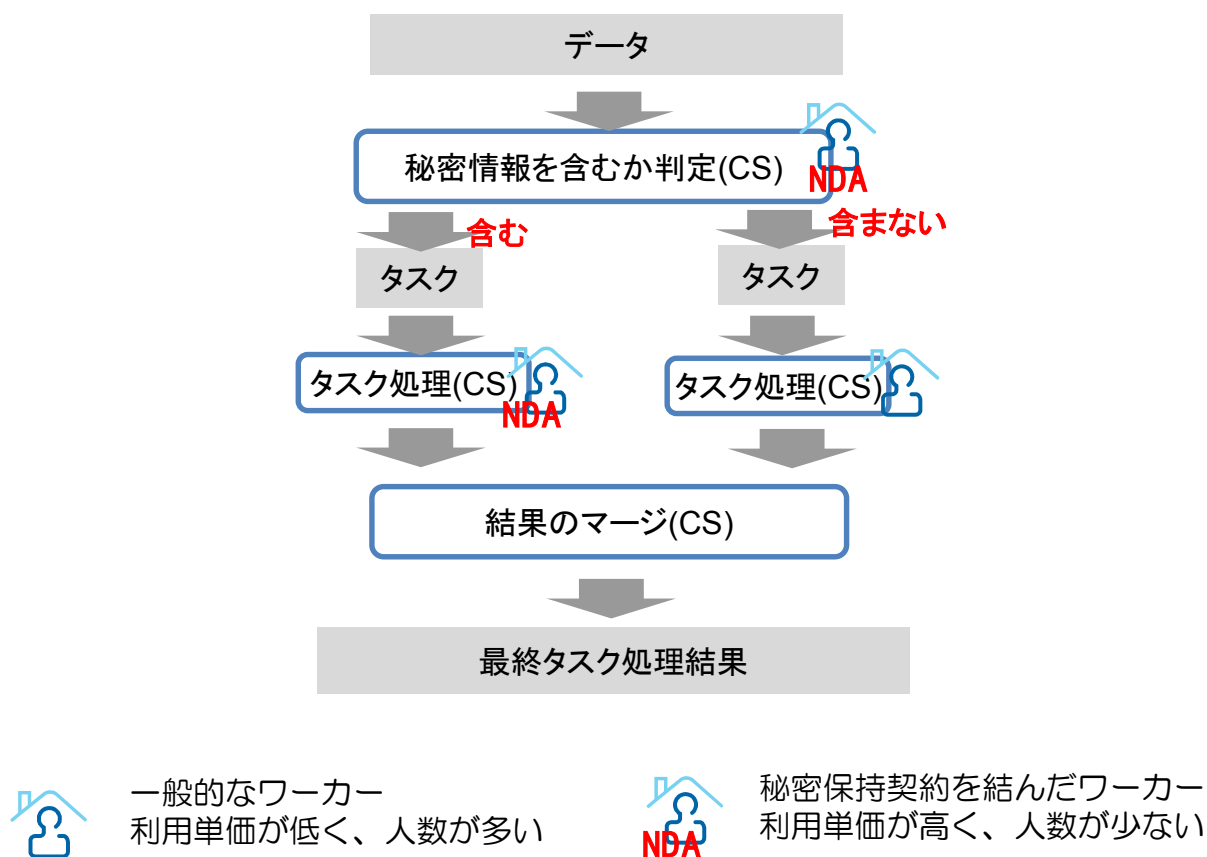 データ
秘密情報を含むか判定(CS)
NDA
含む
含まない
タスク
タスク
タスク処理(CS)
NDA
タスク処理(CS)
結果のマージ(CS)
最終タスク処理結果
一般的なワーカー
利用単価が低く、人数が多い
NDA
秘密保持契約を結んだワーカー
利用単価が高く、人数が少ない